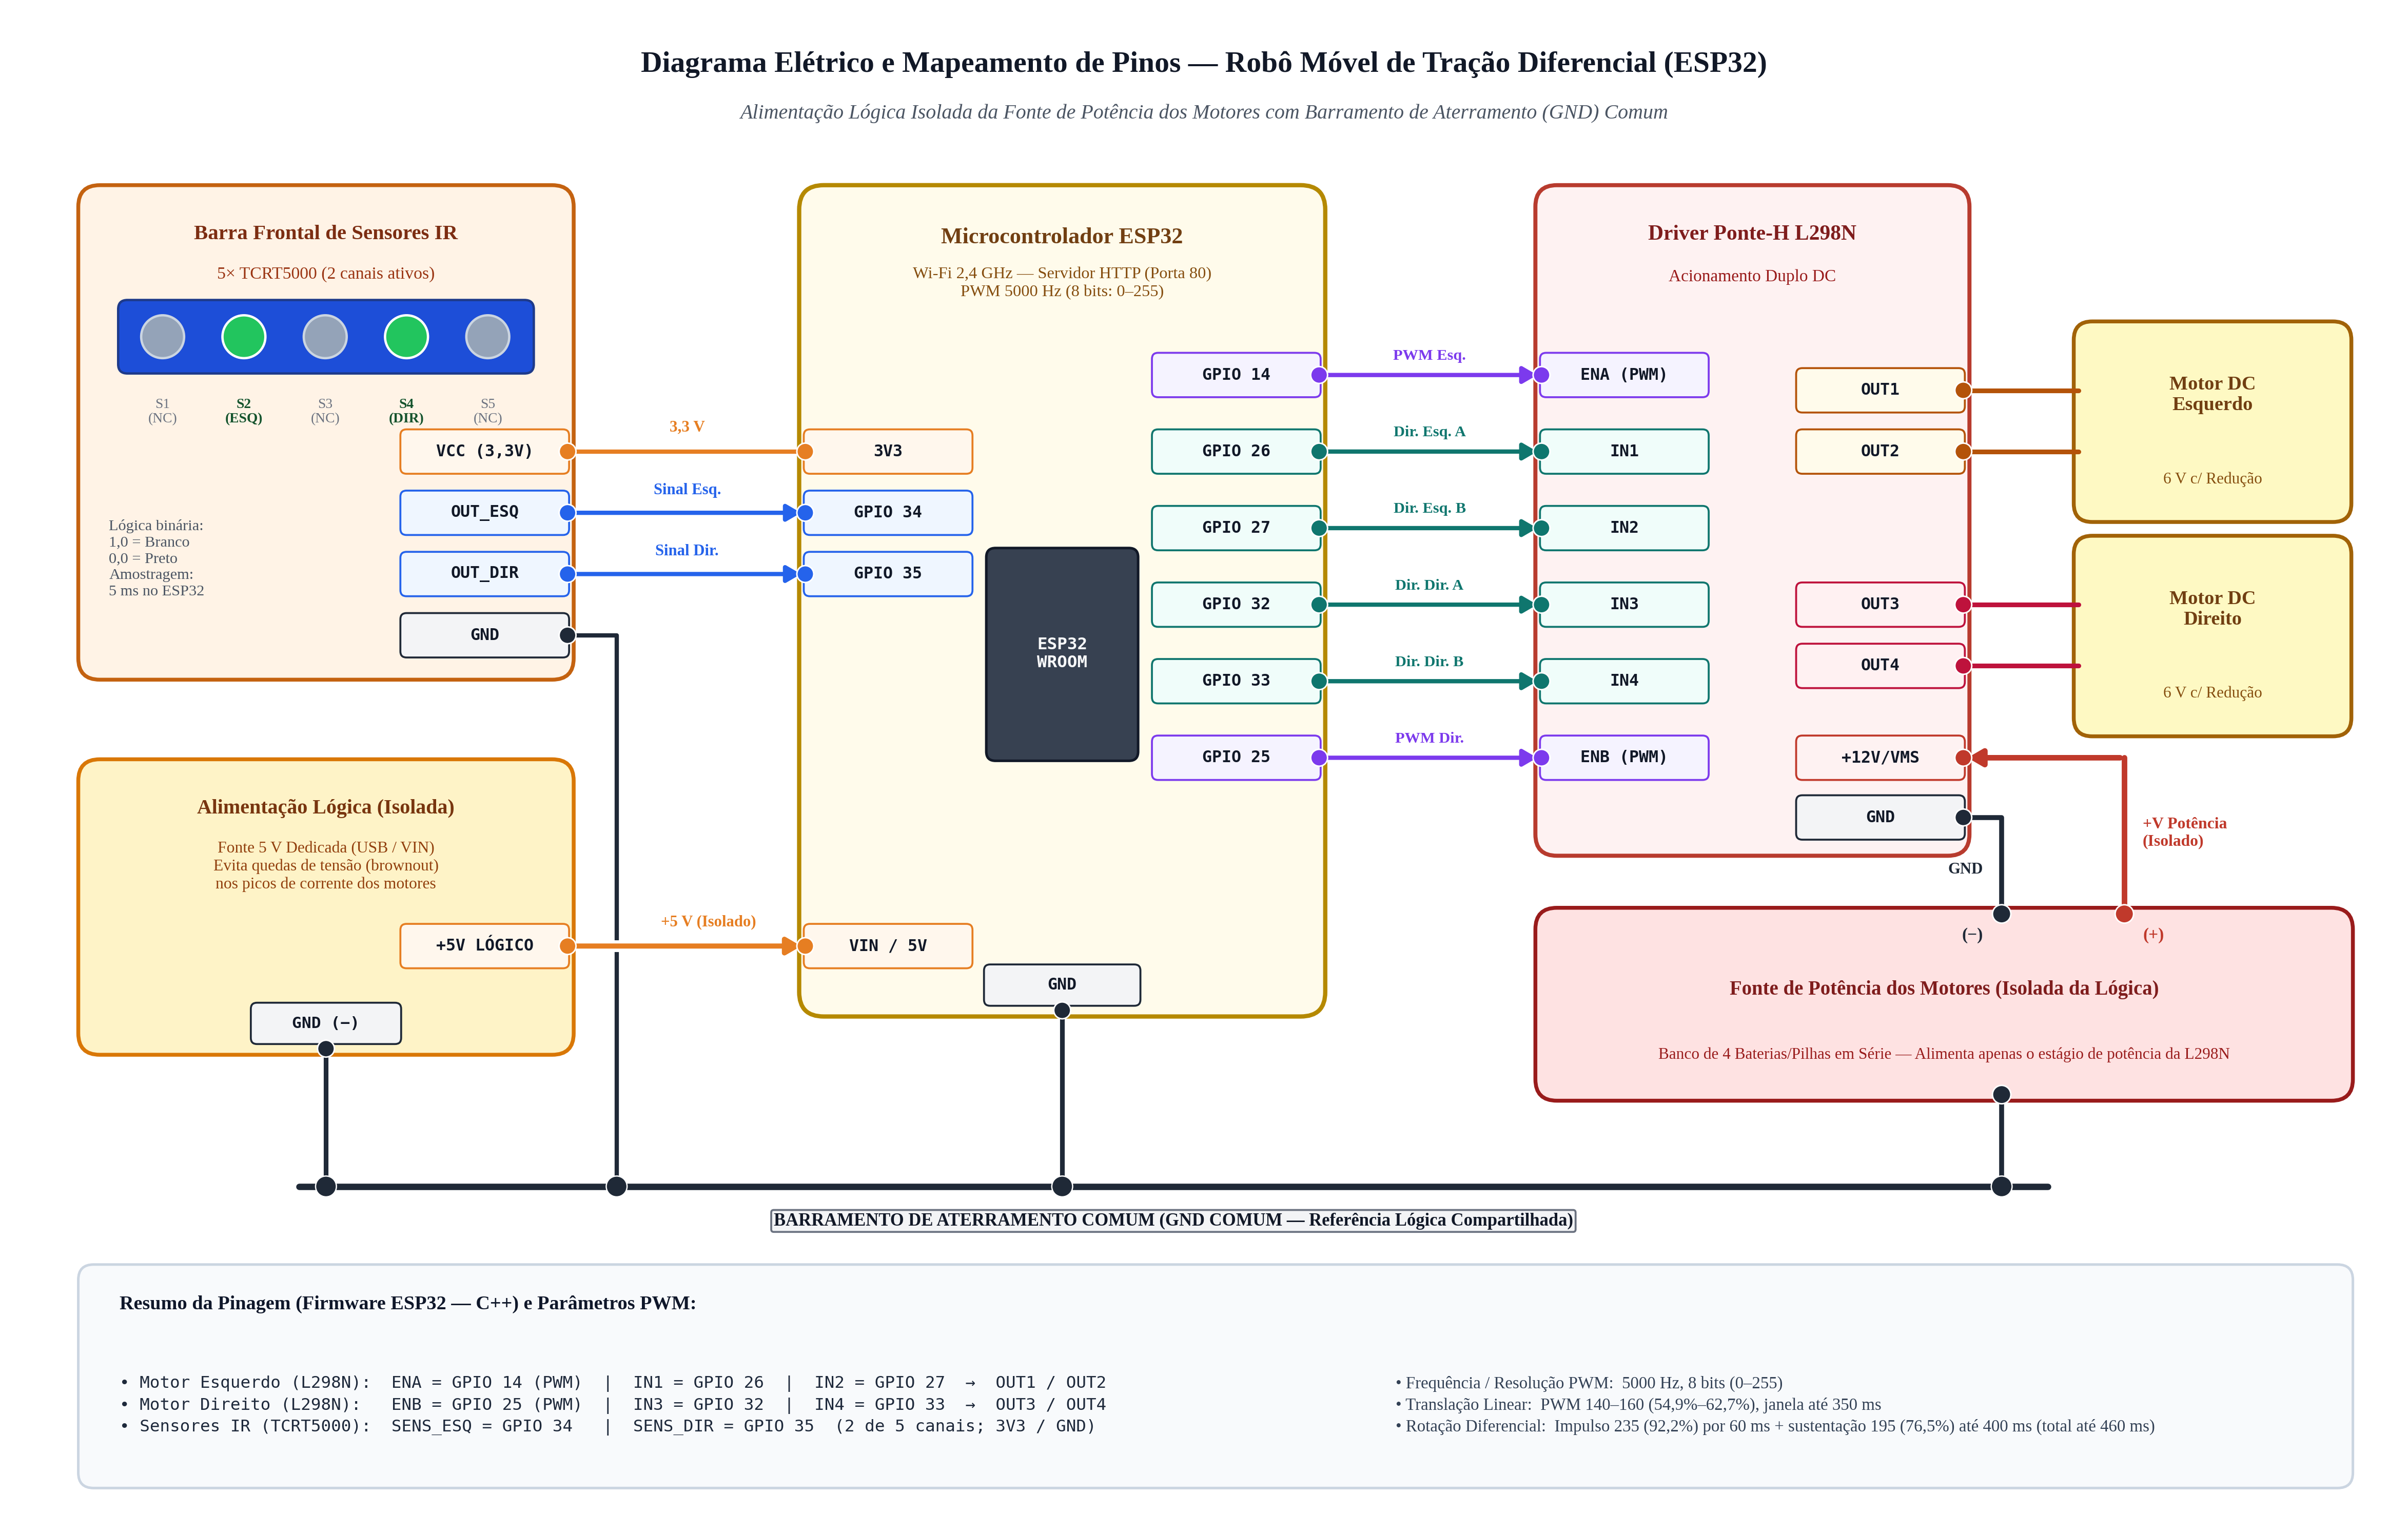 Diagrama Elétrico e Mapeamento de Pinos — Robô Móvel de Tração Diferencial (ESP32)
Alimentação Lógica Isolada da Fonte de Potência dos Motores com Barramento de Aterramento (GND) Comum
Barra Frontal de Sensores IR
5× TCRT5000 (2 canais ativos)
S1
(NC)
S2
(ESQ)
S3
(NC)
S4
(DIR)
S5
(NC)
VCC (3,3V)
OUT_ESQ
OUT_DIR
GND
Lógica binária:
1,0 = Branco
0,0 = Preto
Amostragem:
5 ms no ESP32
3,3 V
Sinal Esq.
Sinal Dir.
Alimentação Lógica (Isolada)
Fonte 5 V Dedicada (USB / VIN)
Evita quedas de tensão (brownout)
nos picos de corrente dos motores
+5V LÓGICO
GND (−)
+5 V (Isolado)
Microcontrolador ESP32
Wi-Fi 2,4 GHz — Servidor HTTP (Porta 80)
PWM 5000 Hz (8 bits: 0–255)
3V3
GPIO 34
GPIO 35
VIN / 5V
GND
ESP32
WROOM
GPIO 14
GPIO 26
GPIO 27
GPIO 32
GPIO 33
GPIO 25
PWM Esq.
Dir. Esq. A
Dir. Esq. B
Dir. Dir. A
Dir. Dir. B
PWM Dir.
Driver Ponte-H L298N
Acionamento Duplo DC
ENA (PWM)
IN1
IN2
IN3
IN4
ENB (PWM)
OUT1
OUT2
OUT3
OUT4
+12V/VMS
GND
Motor DC
Esquerdo
6 V c/ Redução
Motor DC
Direito
6 V c/ Redução
+V Potência
(Isolado)
GND
(−)
(+)
Fonte de Potência dos Motores (Isolada da Lógica)
Banco de 4 Baterias/Pilhas em Série — Alimenta apenas o estágio de potência da L298N
BARRAMENTO DE ATERRAMENTO COMUM (GND COMUM — Referência Lógica Compartilhada)
Resumo da Pinagem (Firmware ESP32 — C++) e Parâmetros PWM:
• Motor Esquerdo (L298N): ENA = GPIO 14 (PWM) | IN1 = GPIO 26 | IN2 = GPIO 27 → OUT1 / OUT2
• Motor Direito (L298N): ENB = GPIO 25 (PWM) | IN3 = GPIO 32 | IN4 = GPIO 33 → OUT3 / OUT4
• Sensores IR (TCRT5000): SENS_ESQ = GPIO 34 | SENS_DIR = GPIO 35 (2 de 5 canais; 3V3 / GND)
• Frequência / Resolução PWM: 5000 Hz, 8 bits (0–255)
• Translação Linear: PWM 140–160 (54,9%–62,7%), janela até 350 ms
• Rotação Diferencial: Impulso 235 (92,2%) por 60 ms + sustentação 195 (76,5%) até 400 ms (total até 460 ms)